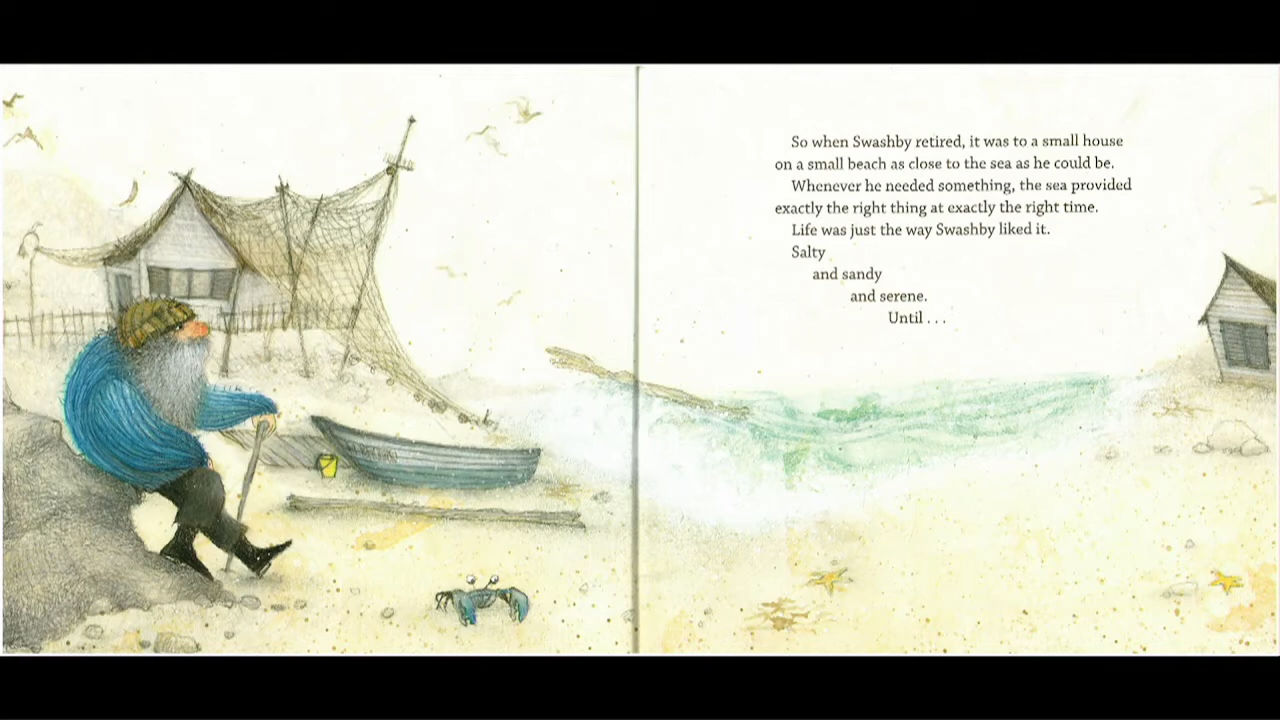 So when Swashby retired, it was to a small house
on a small beach as close to the sea as he could be.
Whenever he needed something, the sea provided
exactly the right thing at exactly the right time.
Life was just the way Swashby liked it.
Salty
and sandy
and serene.
Until . . .